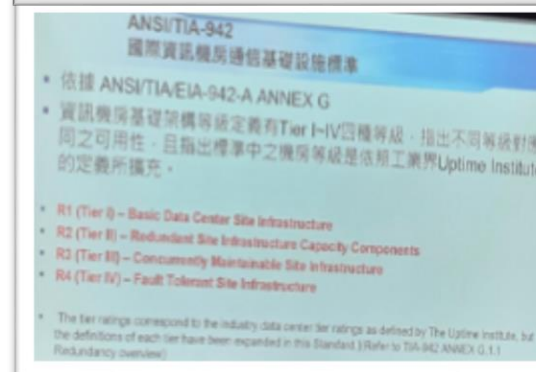 ANSI/TIA-942
國際資訊機房通信基礎設施標準
• 依據 ANSI/TIA/EIA-942-A ANNEX G
• 資訊機房基礎架構等級定義有Tier I~IV四種等級，指出不同等級對應
同之可用性，且指出標準中之機房等級是依照工業界Uptime Institute
的定義所擴充。
• R1 (Tier I) – Basic Data Center Site Infrastructure
• R2 (Tier II) – Redundant Site Infrastructure Capacity Components
• R3 (Tier III) – Concurrently Maintainable Site Infrastructure
• R4 (Tier IV) – Fault Tolerant Site Infrastructure
• The tier ratings correspond to the industry data center tier ratings as defined by The Uptime Institute, but
the definitions of each tier have been expanded in this Standard.(Refer to TIA-942 ANNEX G.1.1
Redundancy overview)